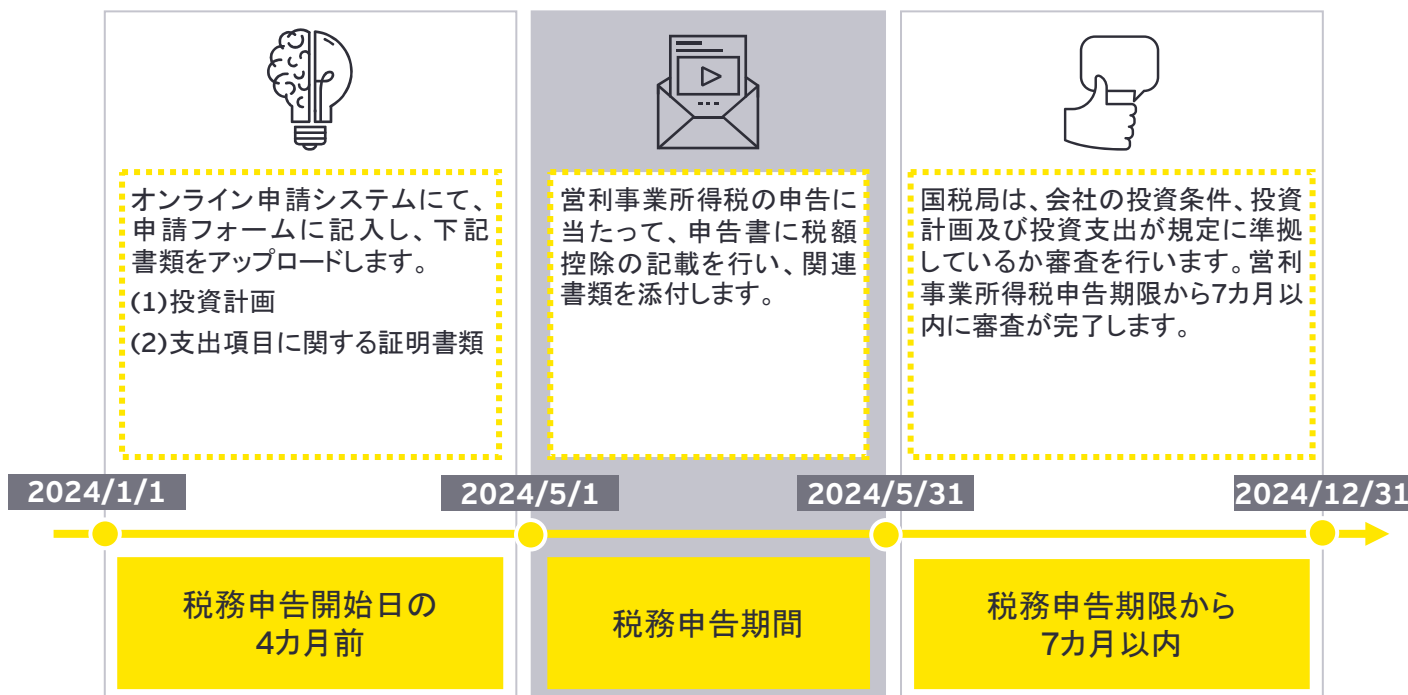 オンライン申請システムにて、
申請フォームに記入し、下記
書類をアップロードします。
(1)投資計画
(2)支出項目に関する証明書類
営利事業所得税の申告に
当たって、申告書に税額
控除の記載を行い、関連
書類を添付します。
国税局は、会社の投資条件、投資
計画及び投資支出が規定に準拠
しているか審査を行います。営利
事業所得税申告期限から7カ月以
内に審査が完了します。
2024/1/1
2024/5/1
2024/5/31
2024/12/31
税務申告開始日の
4カ月前
税務申告期間
税務申告期限から
7カ月以内